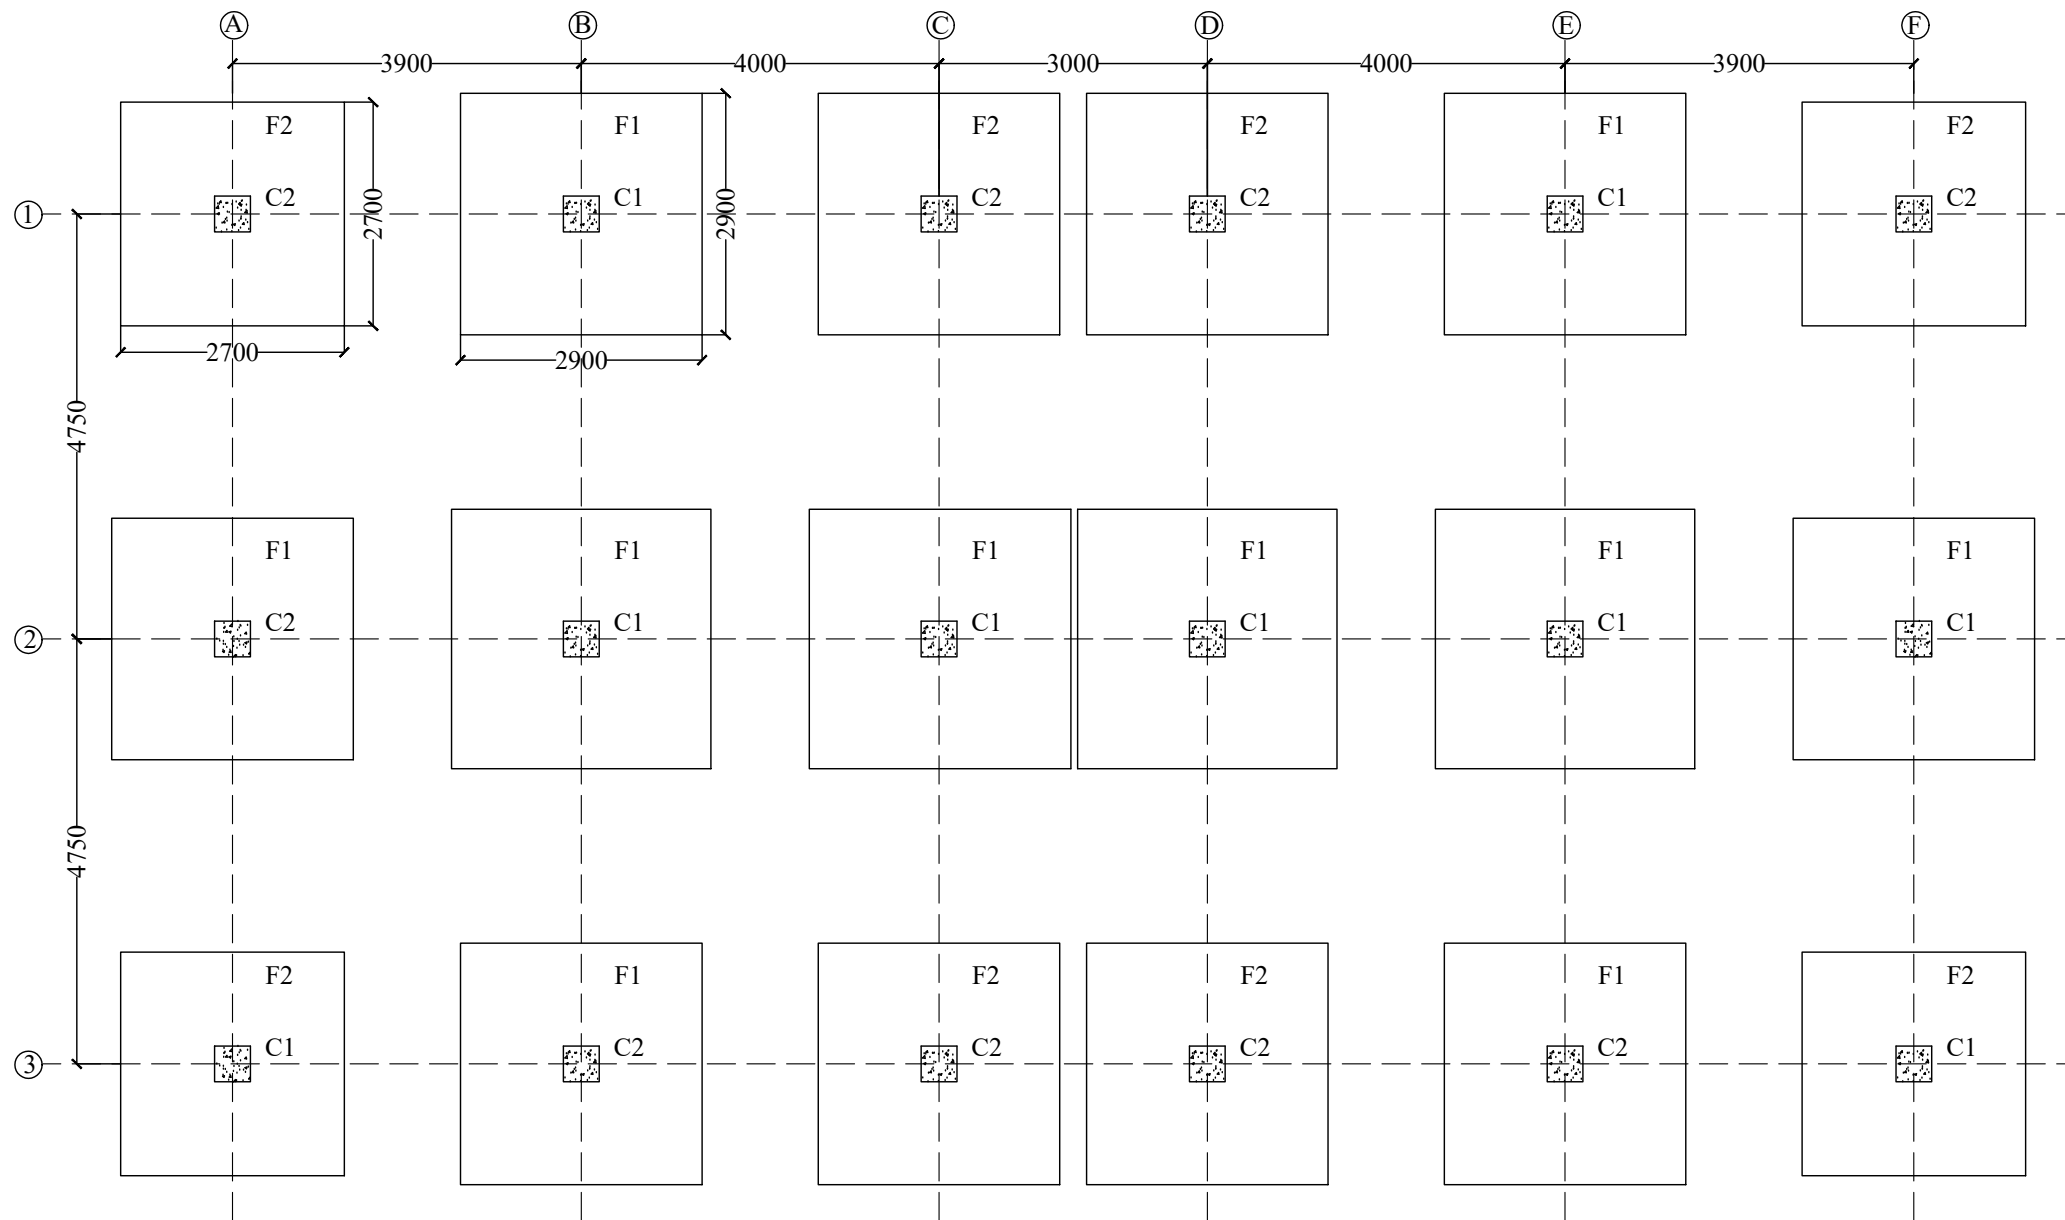 A B C D E F
3900 4000 3000 4000 3900
F2 F1 F2 F2 F1 F2
1 C2 2700 C1 2900 C2 C2 C1 C2
2700 2900
4750
F1 F1 F1 F1 F1 F1
2 C2 C1 C1 C1 C1 C1
4750
F2 F1 F2 F2 F1 F2
3 C1 C2 C2 C2 C2 C1